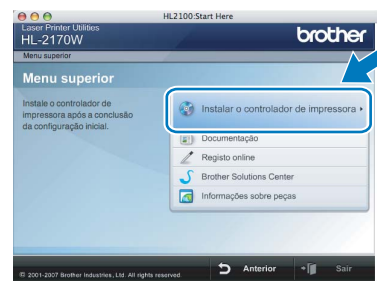 HL2100:Start Here
Laser Printer Utilities
HL-2170W
brother
Menu superior
Menu superior
Instale o controlador de
impressora após a conclusão
da configuração inicial.
Instalar o controlador de impressora
Documentação
Registo online
Brother Solutions Center
Informações sobre peças
© 2001-2007 Brother Industries, Ltd. All rights reserved
Anterior
Sair